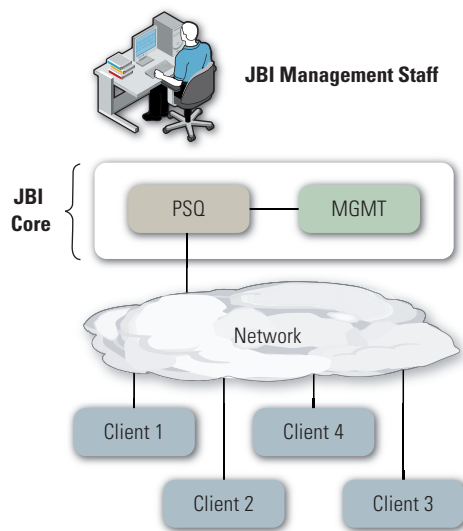 JBI Management Staff
JBI
Core
PSQ
MGMT
Network
Client 1
Client 4
Client 2
Client 3